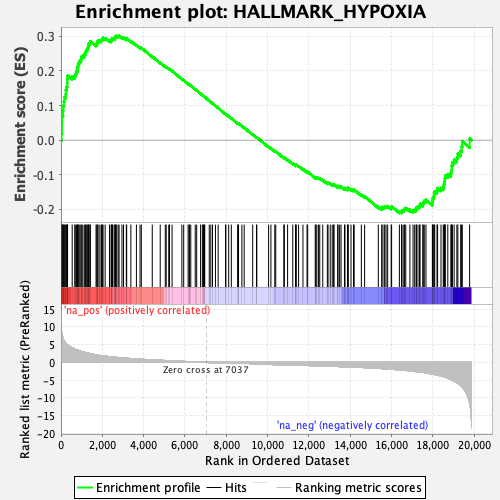 Enrichment plot: HALLMARK_HYPOXIA
Enrichment score (ES)
0.3
0.2
0.1
0.0
-0.1
-0.2
Ranked list metric (PreRanked)
15
10
5
0
-5
-10
-15
-20
'na_pos' (positively correlated)
Zero cross at 7037
'na_neg' (negatively correlated)
0
2,000
4,000
6,000
8,000
10,000
12,000
14,000
16,000
18,000
20,000
Rank in Ordered Dataset
Enrichment profile
Hits
Ranking metric scores